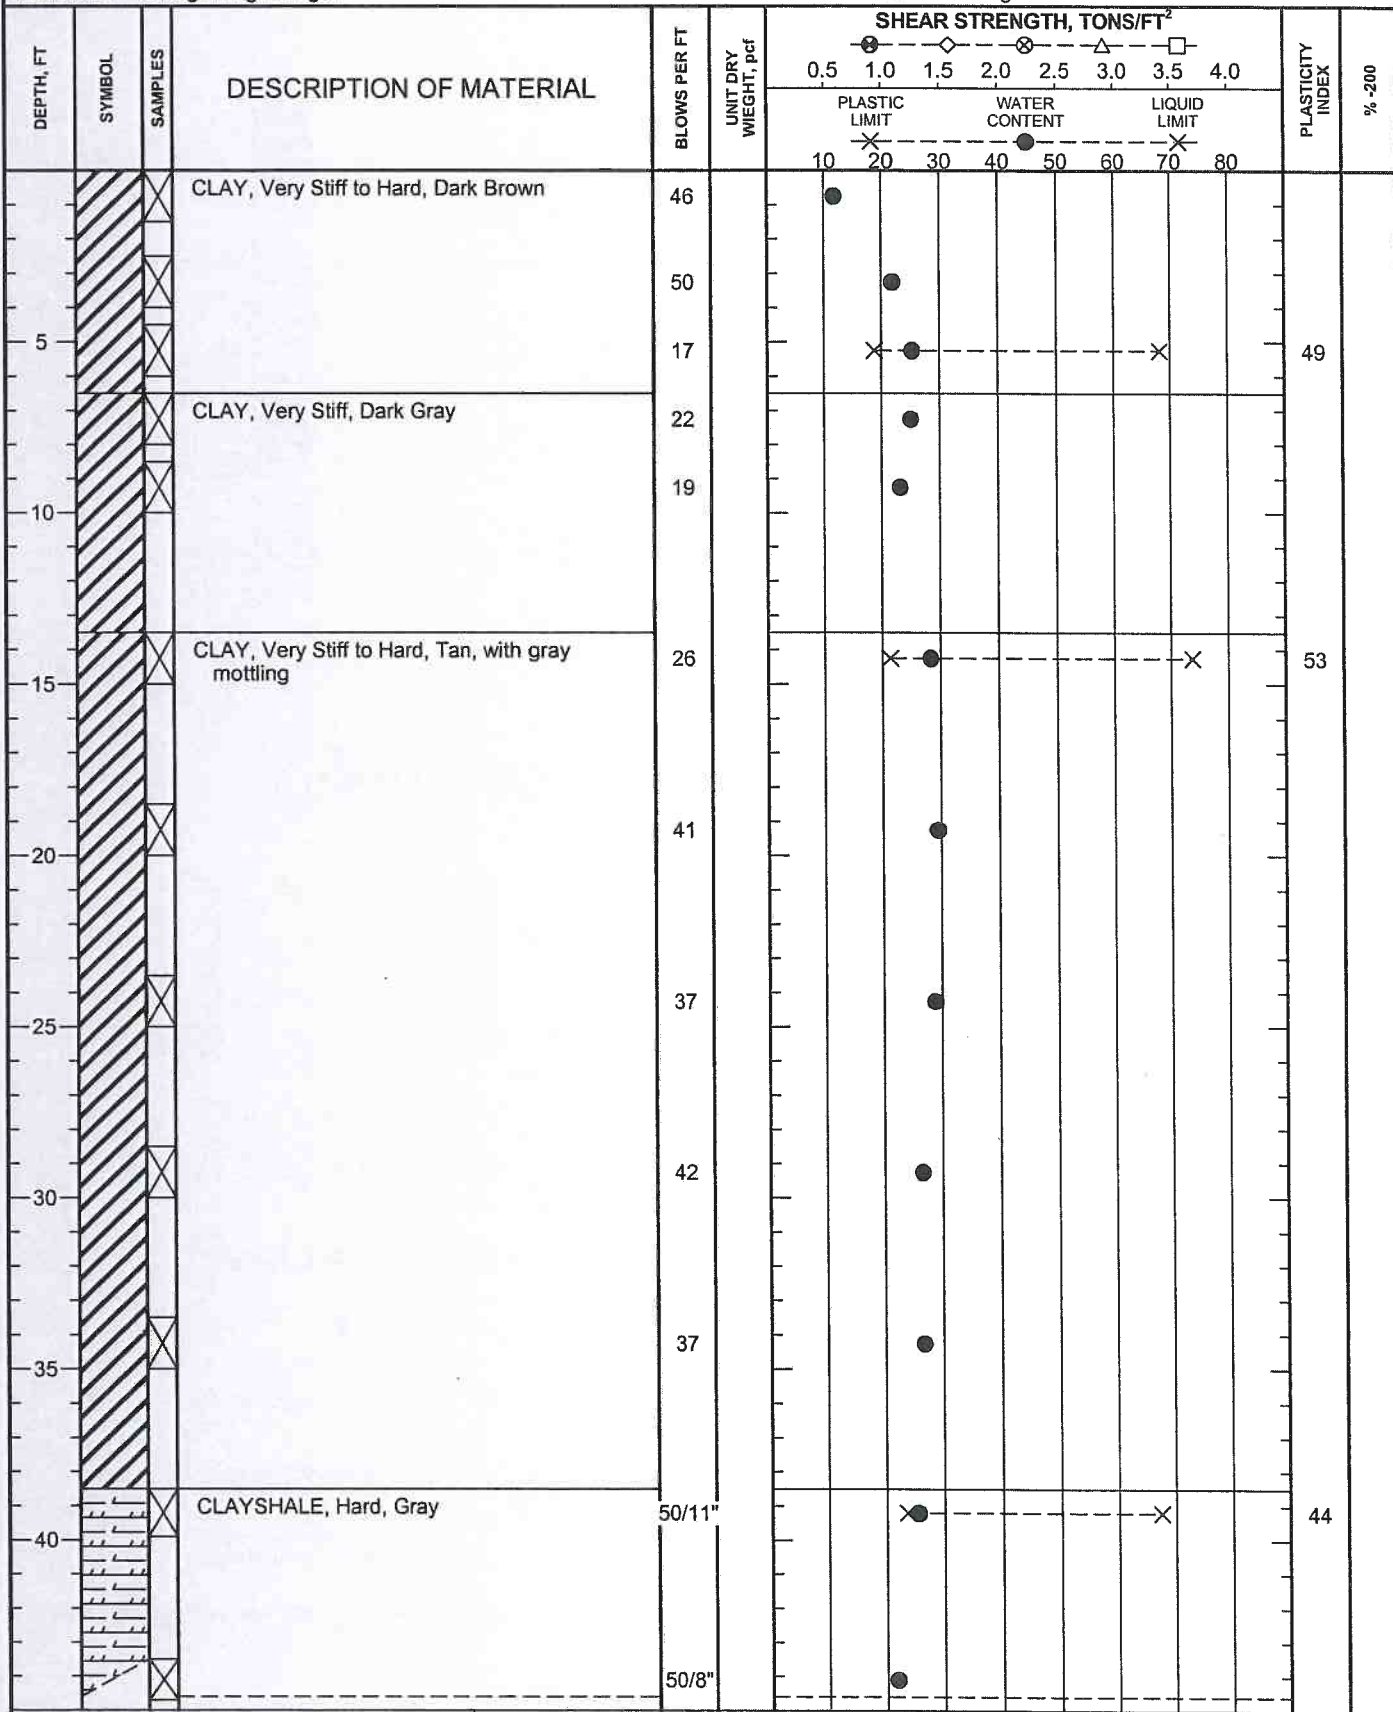 SHEAR STRENGTH, TONS/FT²
0.5 1.0 1.5 2.0 2.5 3.0 3.5 4.0
DEPTH, FT
SYMBOL
SAMPLES
DESCRIPTION OF MATERIAL
BLOWS PER FT
UNIT DRY
WIEGHT, pcf
PLASTIC
LIMIT
WATER
CONTENT
LIQUID
LIMIT
10 20 30 40 50 60 70 80
PLASTICITY
INDEX
% -200
CLAY, Very Stiff to Hard, Dark Brown
46
50
5
17
49
CLAY, Very Stiff, Dark Gray
22
19
10
CLAY, Very Stiff to Hard, Tan, with gray
mottling
26
53
15
41
20
37
25
42
30
37
35
CLAYSHALE, Hard, Gray
50/11"
44
40
50/8"